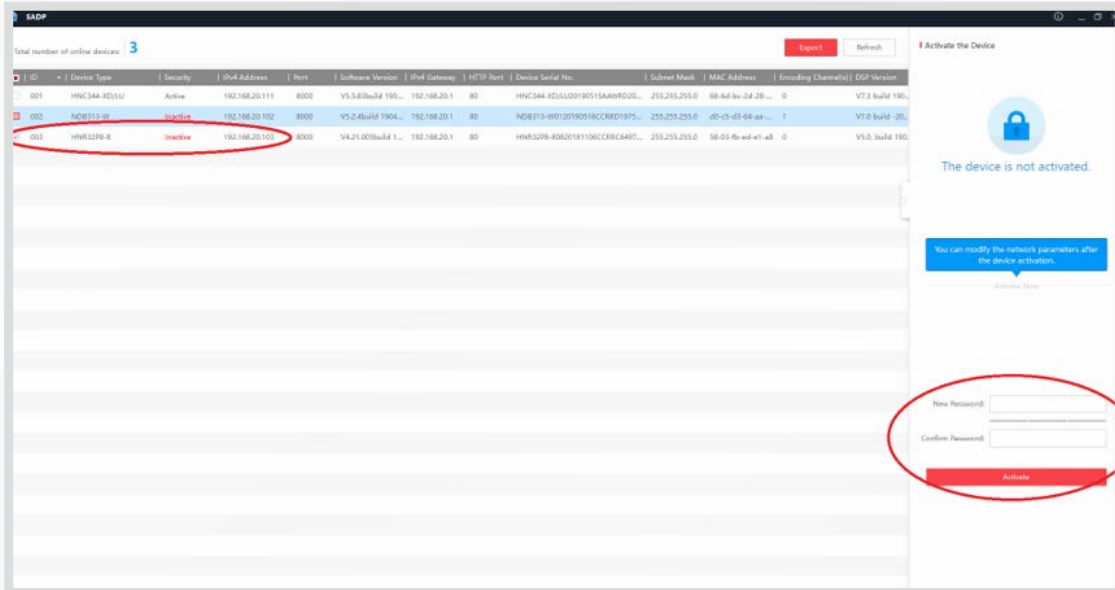 SADP
Total number of online devices: 3
Export
Refresh
ID Device Type Security IPv4 Address Port Software Version IPv4 Gateway HTTP Port Device Serial No. Subnet Mask MAC Address Encoding Channel(s) DSP Version
001 HNC344-XD/LU Active 192.168.20.111 8000 192.168.20.1 80 255.255.255.0 0
002 NDB313-W Inactive 192.168.20.102 8000 192.168.20.1 80 255.255.255.0 1
003 HNR32P8-8 Inactive 192.168.20.103 8000 192.168.20.1 80 255.255.255.0 0
Activate the Device
The device is not activated.
You can modify the network parameters after
the device activation.
Activate Now
New Password:
Confirm Password:
Activate